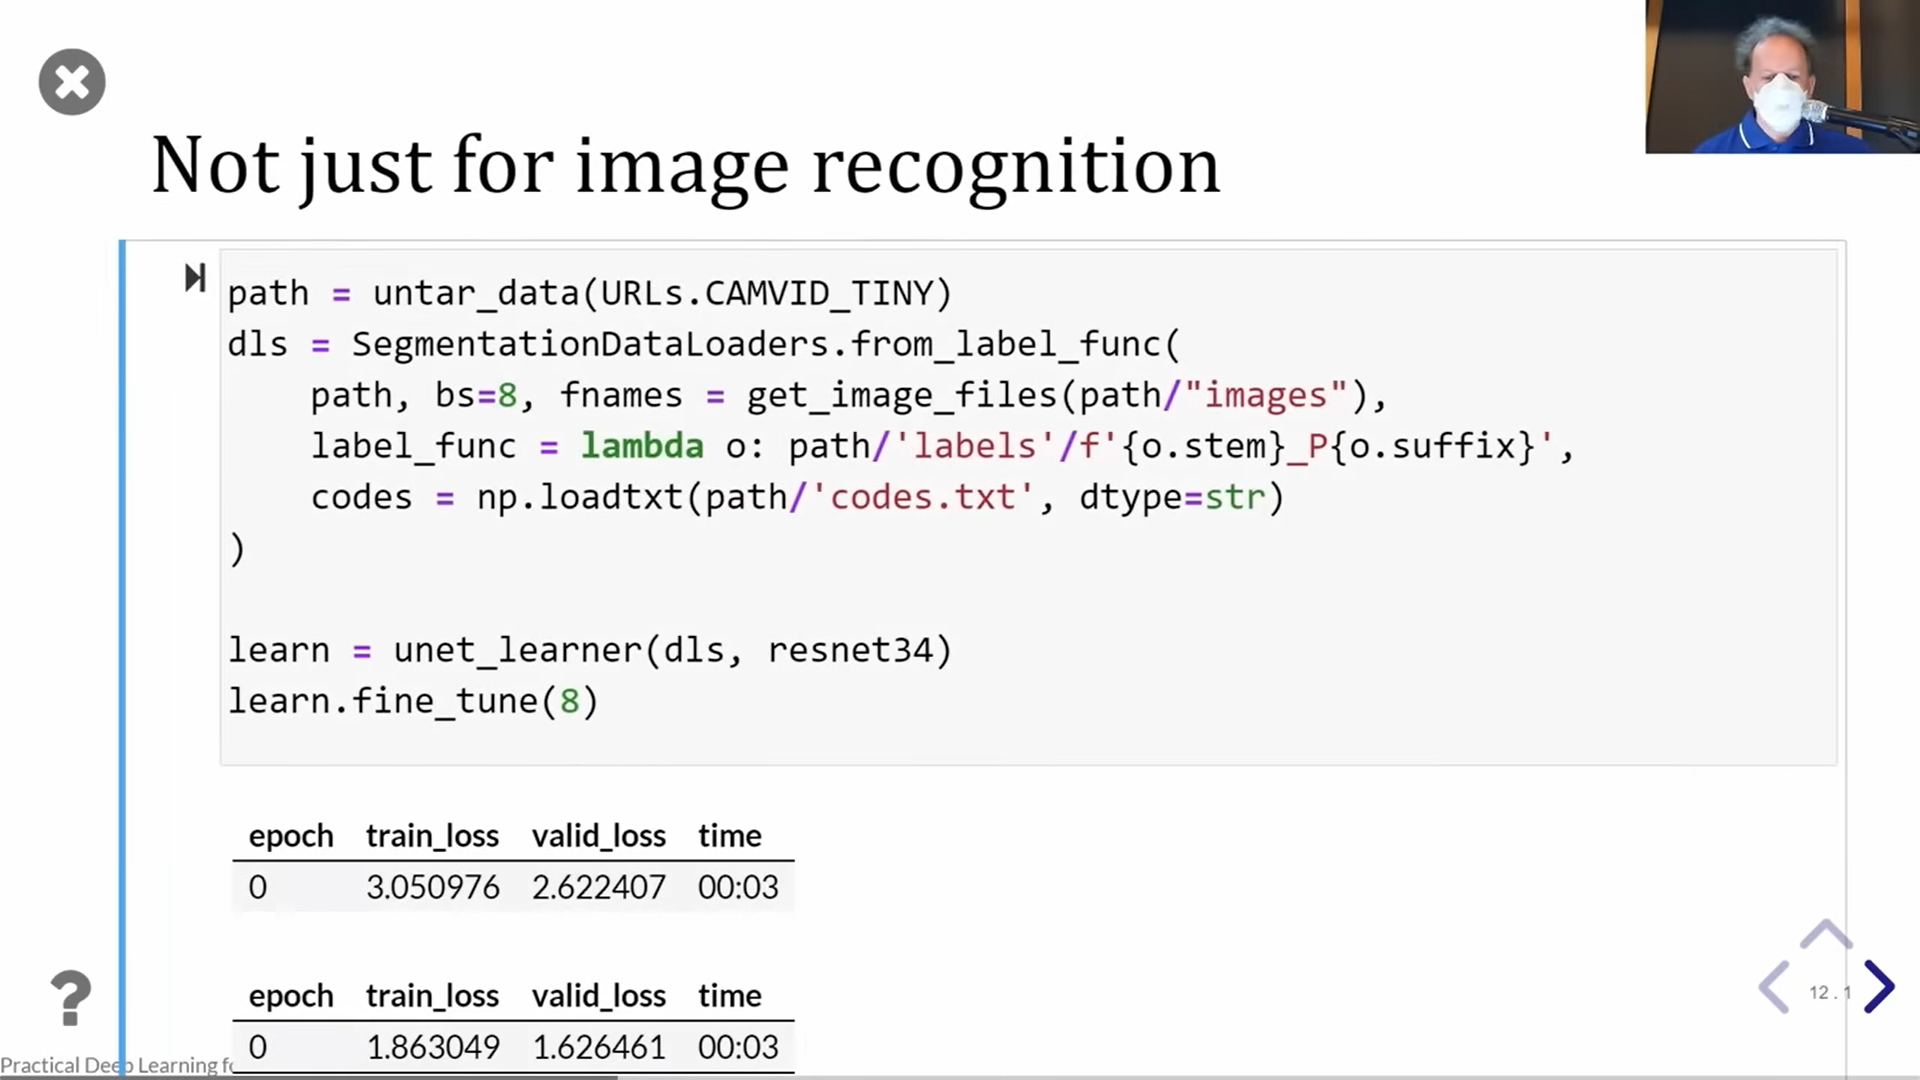 Not just for image recognition
path = untar_data(URLs.CAMVID_TINY)
dls = SegmentationDataLoaders.from_label_func(
    path, bs=8, fnames = get_image_files(path/"images"),
    label_func = lambda o: path/'labels'/f'{o.stem}_P{o.suffix}',
    codes = np.loadtxt(path/'codes.txt', dtype=str)
)
learn = unet_learner(dls, resnet34)
learn.fine_tune(8)
epoch train_loss valid_loss time
0 3.050976 2.622407 00:03
epoch train_loss valid_loss time
0 1.863049 1.626461 00:03
?
12.1
Practical Deep Learning